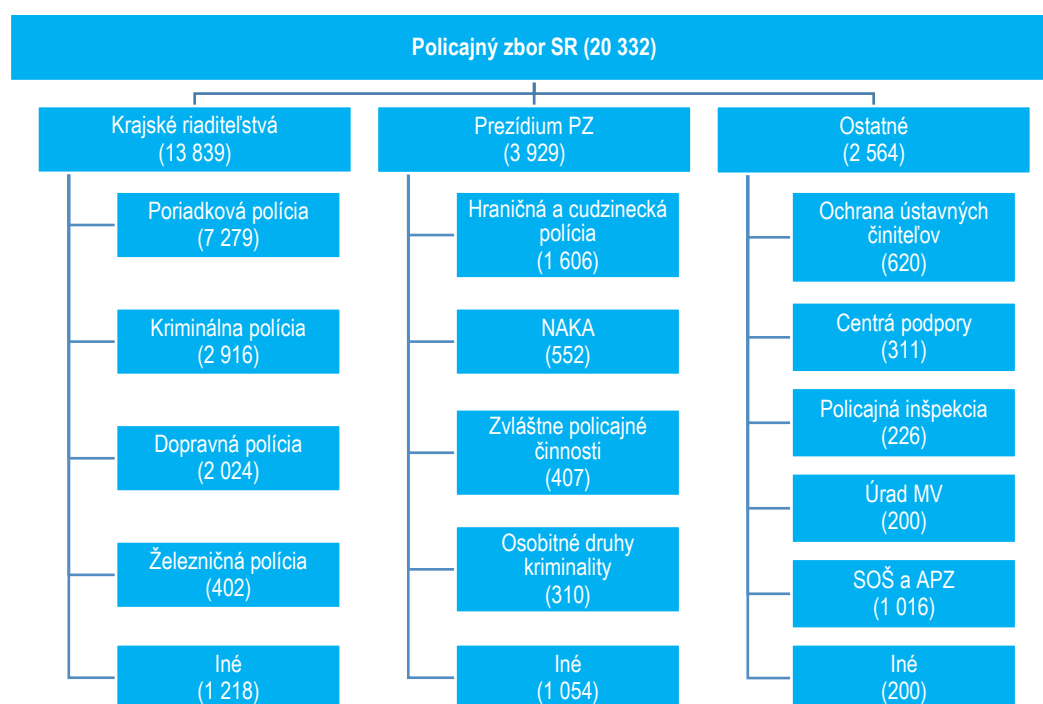 Policajný zbor SR (20 332)
Krajské riaditeľstvá
(13 839)
Poriadková polícia
(7 279)
Kriminálna polícia
(2 916)
Dopravná polícia
(2 024)
Železničná polícia
(402)
Iné
(1 218)
Prezídium PZ
(3 929)
Hraničná a cudzinecká
polícia
(1 606)
NAKA
(552)
Zvláštne policajné
činnosti
(407)
Osobitné druhy
kriminality
(310)
Iné
(1 054)
Ostatné
(2 564)
Ochrana ústavných
činiteľov
(620)
Centrá podpory
(311)
Policajná inšpekcia
(226)
Úrad MV
(200)
SOŠ a APZ
(1 016)
Iné
(200)